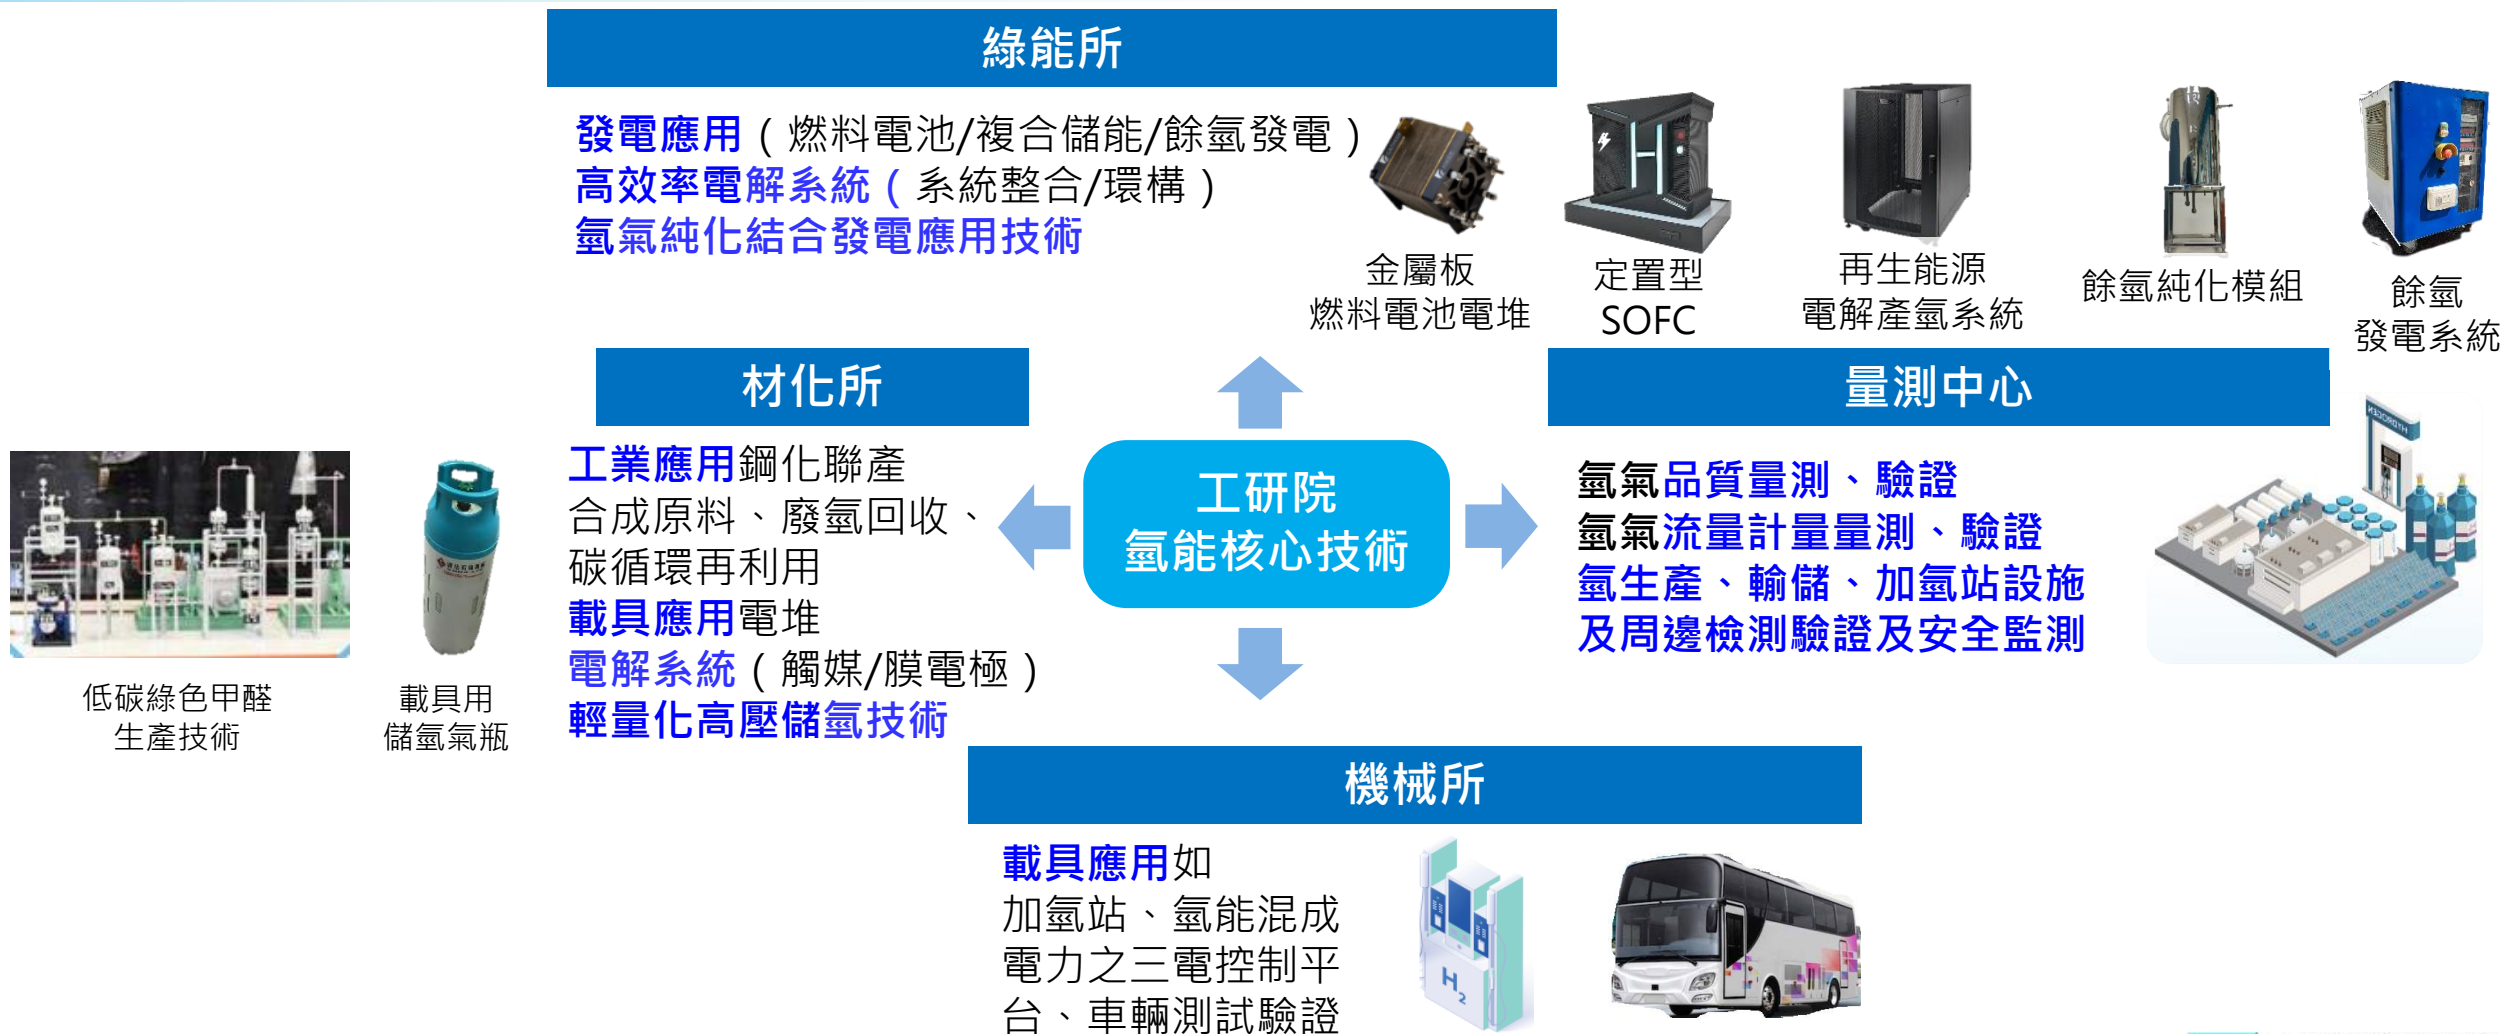 綠能所
發電應用（燃料電池/複合儲能/餘氫發電）
高效率電解系統（系統整合/環構）
氫氣純化結合發電應用技術
金屬板
燃料電池電堆
定置型
SOFC
再生能源
電解產氫系統
餘氫純化模組
餘氫
發電系統
材化所
工業應用鋼化聯產
合成原料、廢氫回收、
碳循環再利用
載具應用電堆
電解系統（觸媒/膜電極）
輕量化高壓儲氫技術
低碳綠色甲醛
生產技術
載具用
儲氫氣瓶
工研院
氫能核心技術
量測中心
氫氣品質量測、驗證
氫氣流量計量量測、驗證
氫生產、輸儲、加氫站設施
及周邊檢測驗證及安全監測
HYDROGEN
機械所
載具應用如
加氫站、氫能混成
電力之三電控制平
台、車輛測試驗證
H2